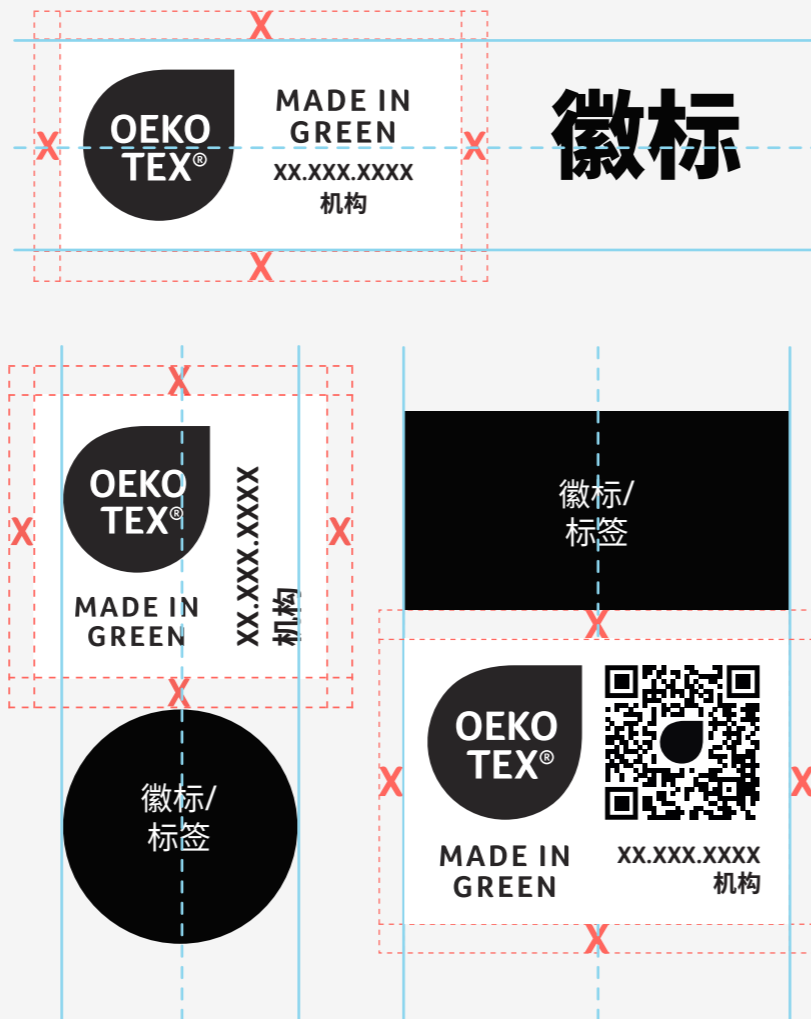 X
OEKO
TEX®
MADE IN
GREEN
XX.XXX.XXXX
机构
X
X
X
徽标
X
OEKO
TEX®
MADE IN
GREEN
XX.XXX.XXXX
机构
X
X
X
徽标/
标签
徽标/
标签
X
OEKO
TEX®
MADE IN
GREEN
XX.XXX.XXXX
机构
X
X
X